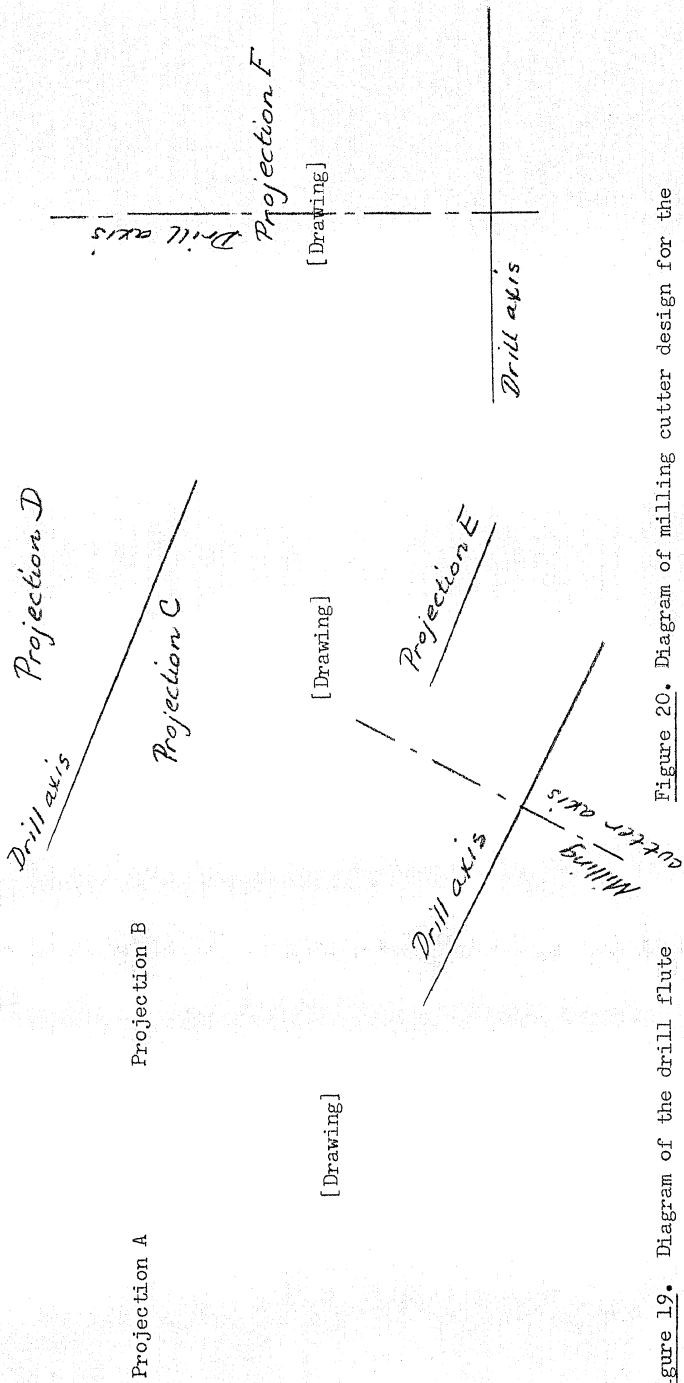 Projection A
Projection B
[Drawing]
gure 19. Diagram of the drill flute
Projection D
Drill axis
Projection C
[Drawing]
Projection E
Drill axis
Milling
cutter axis
Drill axis
Projection F
[Drawing]
Drill axis
Figure 20. Diagram of milling cutter design for the